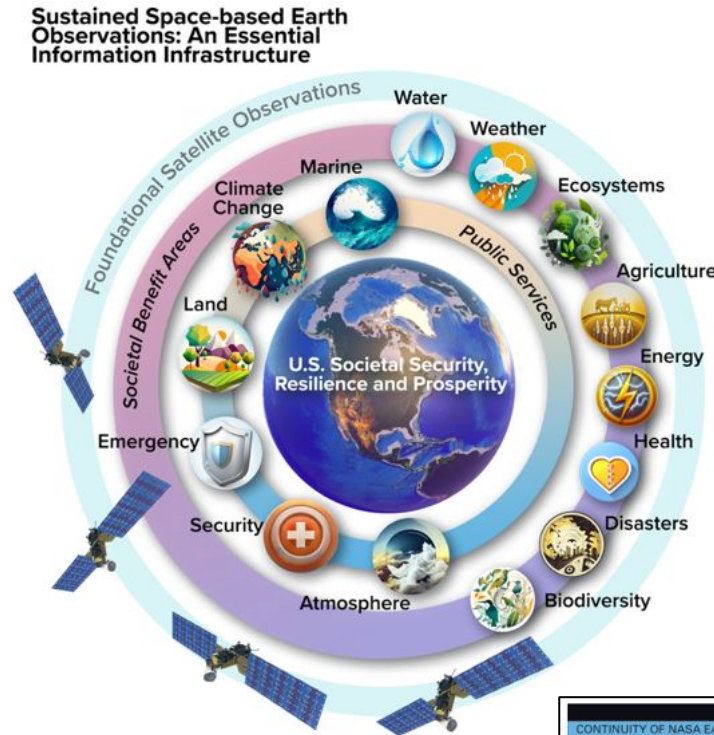 Sustained Space-based Earth
Observations: An Essential
Information Infrastructure
Foundational Satellite Observations
Societal Benefit Areas
Public Services
Water
Weather
Marine
Climate
Change
Ecosystems
Agriculture
Land
Energy
U.S. Societal Security,
Resilience and Prosperity
Emergency
Health
Security
Disasters
Atmosphere
Biodiversity
CONTINUITY OF NASA EA